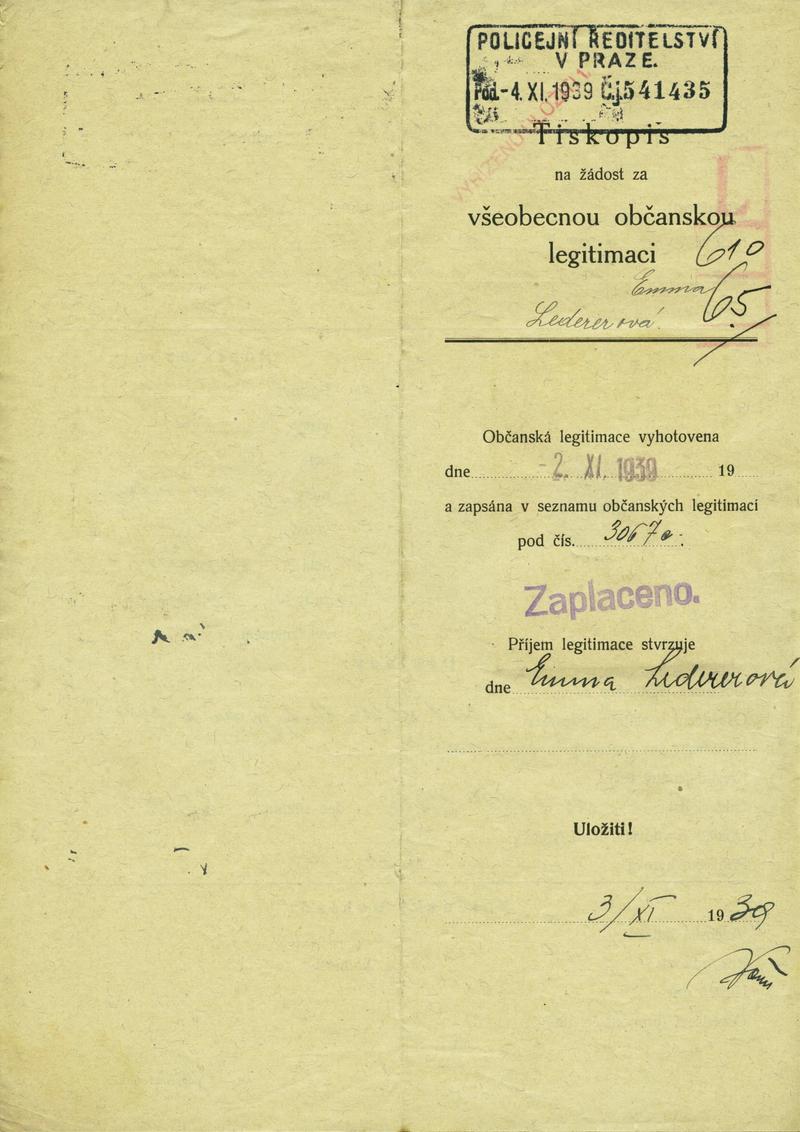 POLICEJNÍ ŘEDITELSTVÍ
V PRAZE.
Pod. -4. XI. 1939 Č.j. 541435
Tiskopis
na žádost za
všeobecnou občanskou
legitimaci 610
Emma 65
Ledererová.
Občanská legitimace vyhotovena
dne -2. XI. 1939 19
a zapsána v seznamu občanských legitimací
pod čís.
Zaplaceno.
Příjem legitimace stvrzuje
dne Emma Ledererová
Uložiti!
3/XI 1939